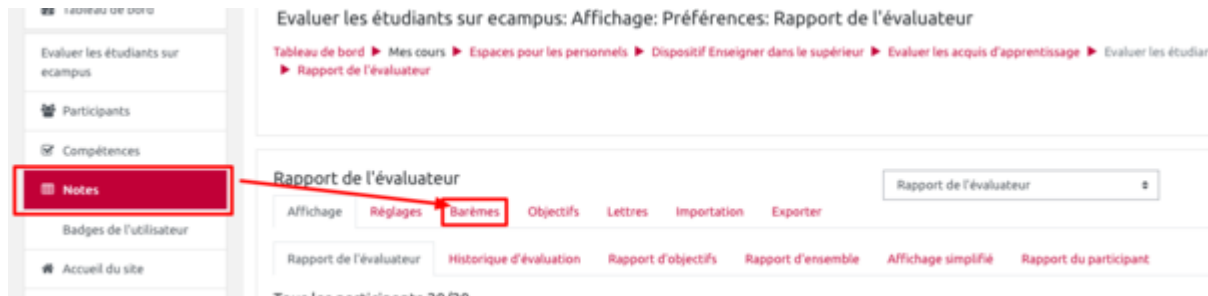 Tableau de bord
Evaluer les étudiants sur
ecampus
Participants
Compétences
Notes
Badges de l'utilisateur
Accueil du site
Evaluer les étudiants sur ecampus: Affichage: Préférences: Rapport de l'évaluateur
Tableau de bord ▶ Mes cours ▶ Espaces pour les personnels ▶ Dispositif Enseigner dans le supérieur ▶ Evaluer les acquis d'apprentissage ▶ Evaluer les étudian
▶ Rapport de l'évaluateur
Rapport de l'évaluateur
Rapport de l'évaluateur
Affichage Réglages Barèmes Objectifs Lettres Importation Exporter
Rapport de l'évaluateur Historique d'évaluation Rapport d'objectifs Rapport d'ensemble Affichage simplifié Rapport du participant
Tous les participants